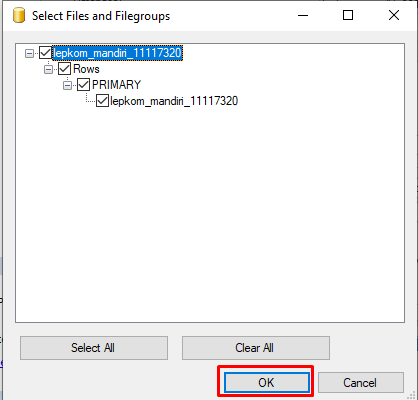 Select Files and Filegroups
lepkom_mandiri_11117320
Rows
PRIMARY
lepkom_mandiri_11117320
Select All
Clear All
OK
Cancel